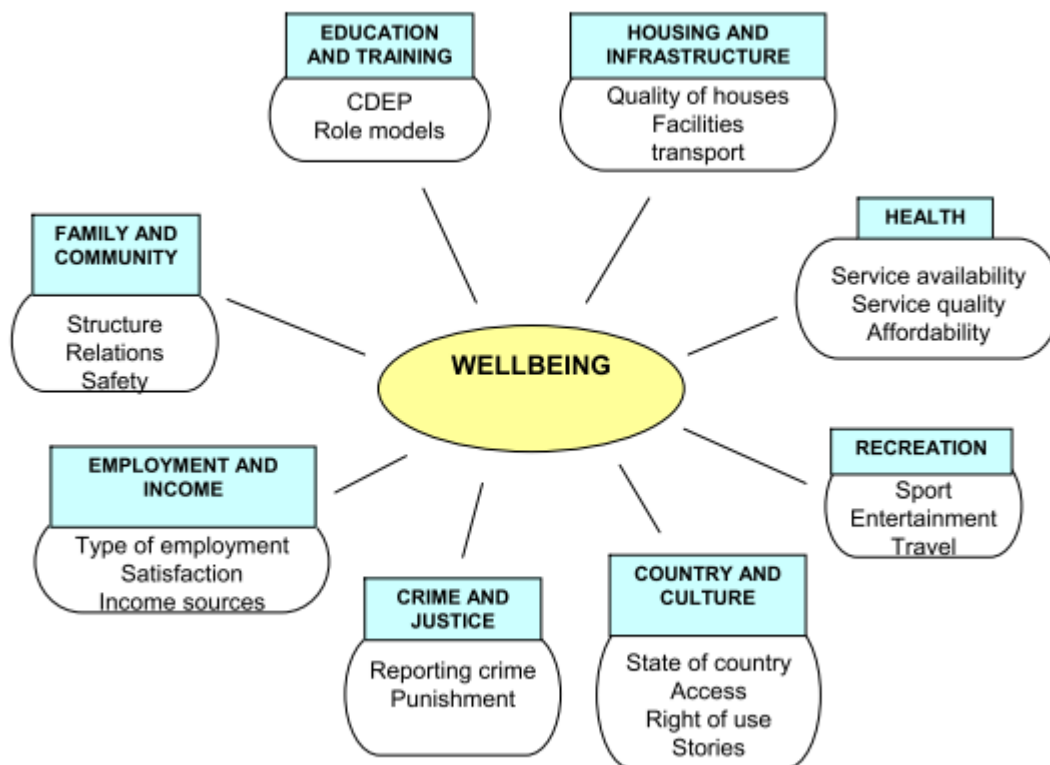 EDUCATION
AND TRAINING
CDEP
Role models
HOUSING AND
INFRASTRUCTURE
Quality of houses
Facilities
transport
FAMILY AND
COMMUNITY
Structure
Relations
Safety
HEALTH
Service availability
Service quality
Affordability
WELLBEING
EMPLOYMENT AND
INCOME
Type of employment
Satisfaction
Income sources
RECREATION
Sport
Entertainment
Travel
CRIME AND
JUSTICE
Reporting crime
Punishment
COUNTRY AND
CULTURE
State of country
Access
Right of use
Stories